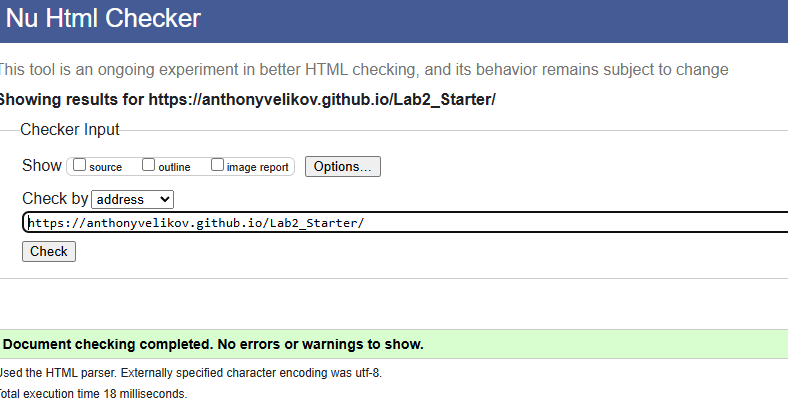 Nu Html Checker
This tool is an ongoing experiment in better HTML checking, and its behavior remains subject to change
Showing results for https://anthonyvelikov.github.io/Lab2_Starter/
Checker Input
Show source outline image report Options...
Check by address
https://anthonyvelikov.github.io/Lab2_Starter/
Check
Document checking completed. No errors or warnings to show.
Used the HTML parser. Externally specified character encoding was utf-8.
Total execution time 18 milliseconds.